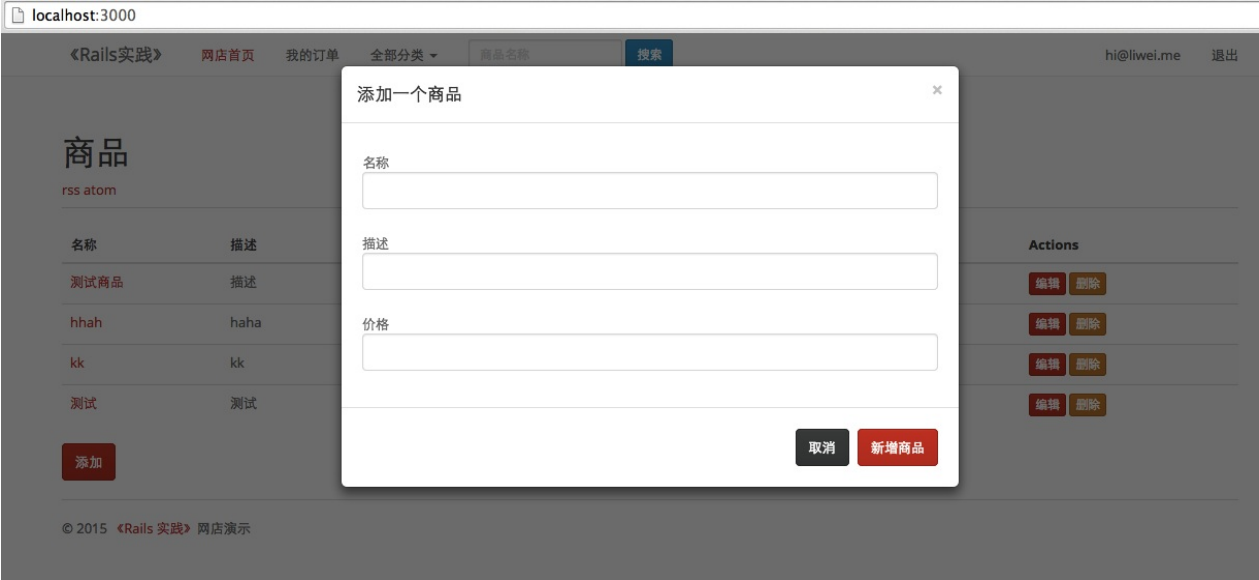 localhost:3000
《Rails实践》 网店首页 我的订单 全部分类 商品名称 搜索 hi@liwei.me 退出
添加一个商品 ×
商品
rss atom
名称
描述
价格
名称 描述 Actions
测试商品 描述 编辑 删除
hhah haha 编辑 删除
kk kk 编辑 删除
测试 测试 编辑 删除
取消 新增商品
添加
© 2015 《Rails 实践》 网店演示